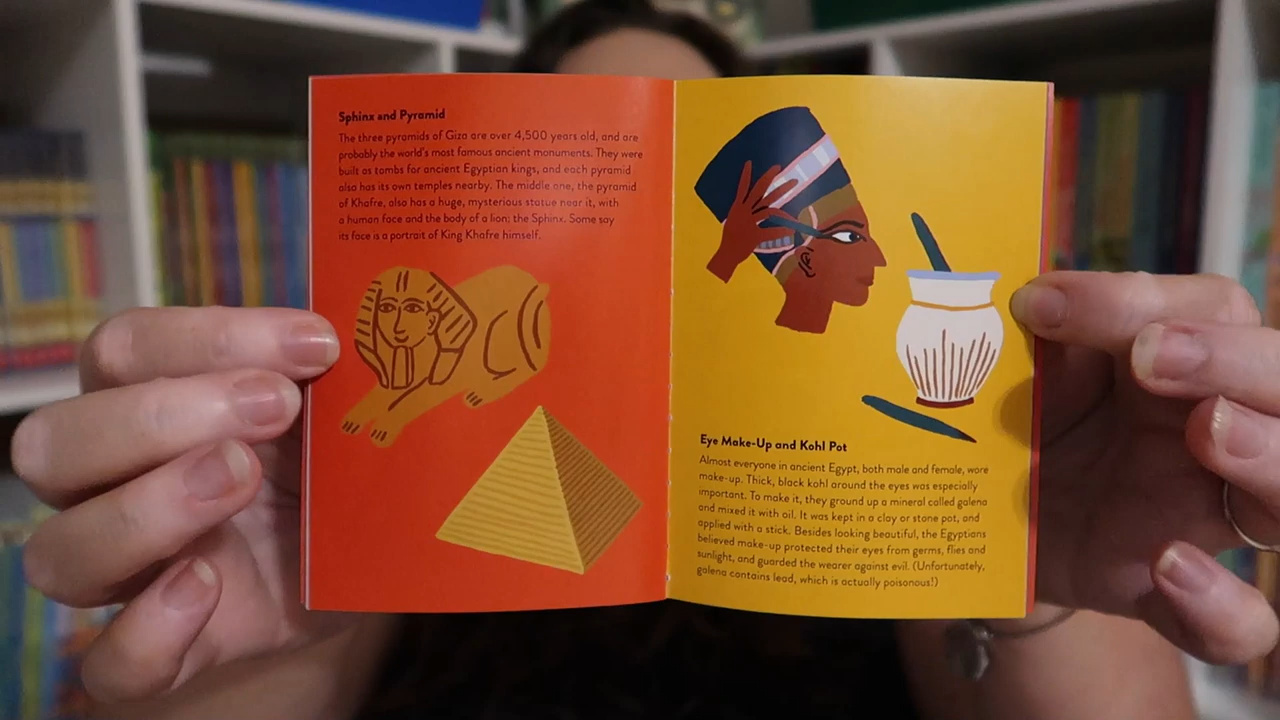 Sphinx and Pyramid
The three pyramids of Giza are over 4,500 years old, and are
probably the world's most famous ancient monuments. They were
built as tombs for ancient Egyptian kings, and each pyramid
also has its own temples nearby. The middle one, the pyramid
of Khafre, also has a huge, mysterious statue near it, with
a human face and the body of a lion: the Sphinx. Some say
its face is a portrait of King Khafre himself.
Eye Make-Up and Kohl Pot
Almost everyone in ancient Egypt, both male and female, wore
make-up. Thick, black kohl around the eyes was especially
important. To make it, they ground up a mineral called galena
and mixed it with oil. It was kept in a clay or stone pot, and
applied with a stick. Besides looking beautiful, the Egyptians
believed make-up protected their eyes from germs, flies and
sunlight, and guarded the wearer against evil. (Unfortunately,
galena contains lead, which is actually poisonous!)